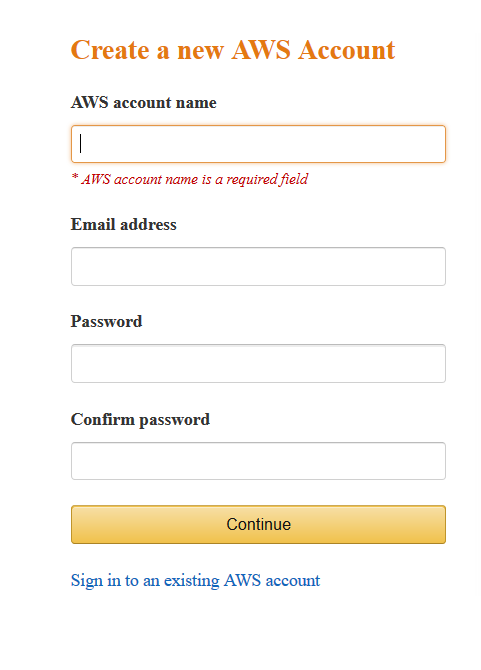 Create a new AWS Account
AWS account name
* AWS account name is a required field
Email address
Password
Confirm password
Continue
Sign in to an existing AWS account